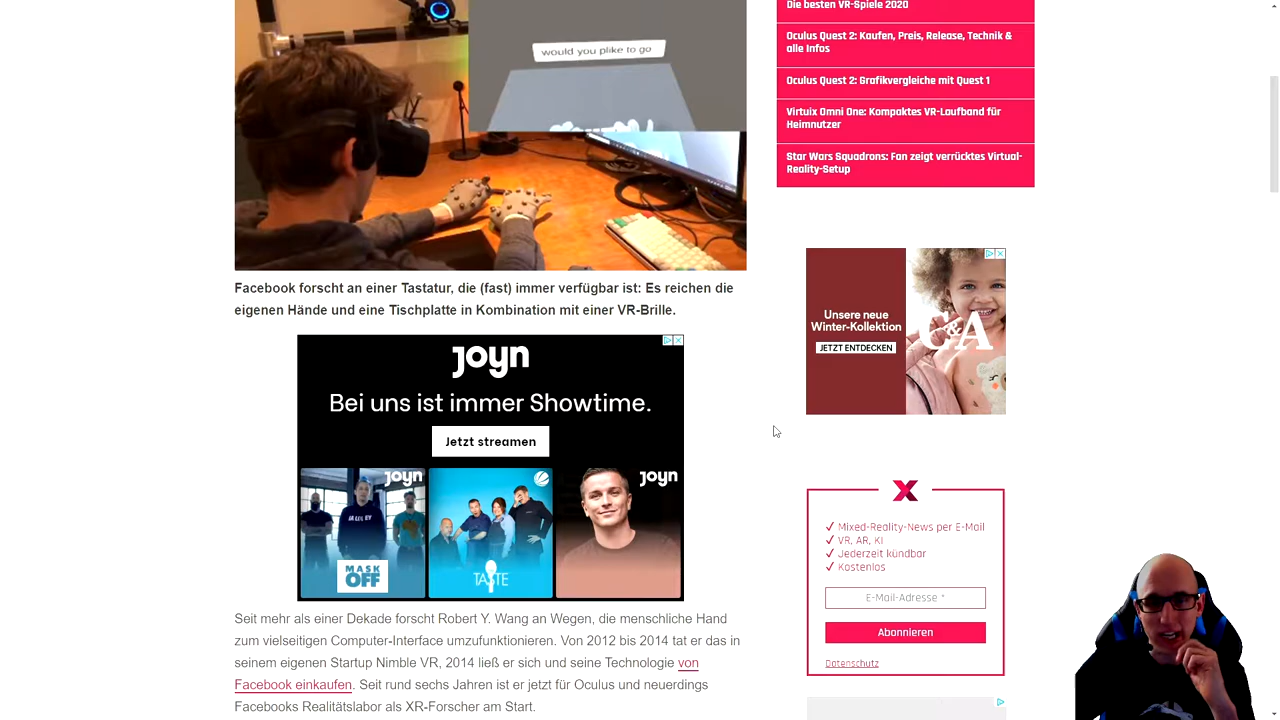 would you plike to go
Facebook forscht an einer Tastatur, die (fast) immer verfügbar ist: Es reichen die
eigenen Hände und eine Tischplatte in Kombination mit einer VR-Brille.
joyn
Bei uns ist immer Showtime.
Jetzt streamen
joyn
MASK
OFF
TASTE
joyn
Seit mehr als einer Dekade forscht Robert Y. Wang an Wegen, die menschliche Hand
zum vielseitigen Computer-Interface umzufunktionieren. Von 2012 bis 2014 tat er das in
seinem eigenen Startup Nimble VR, 2014 ließ er sich und seine Technologie von
Facebook einkaufen. Seit rund sechs Jahren ist er jetzt für Oculus und neuerdings
Facebooks Realitätslabor als XR-Forscher am Start.
Die besten VR-Spiele 2020
Oculus Quest 2: Kaufen, Preis, Release, Technik &
alle Infos
Oculus Quest 2: Grafikvergleiche mit Quest 1
Virtuix Omni One: Kompaktes VR-Laufband für
Heimnutzer
Star Wars Squadrons: Fan zeigt verrücktes Virtual-
Reality-Setup
Unsere neue
Winter-Kollektion
JETZT ENTDECKEN
C&A
✓ Mixed-Reality-News per E-Mail
✓ VR, AR, KI
✓ Jederzeit kündbar
✓ Kostenlos
E-Mail-Adresse *
Abonnieren
Datenschutz